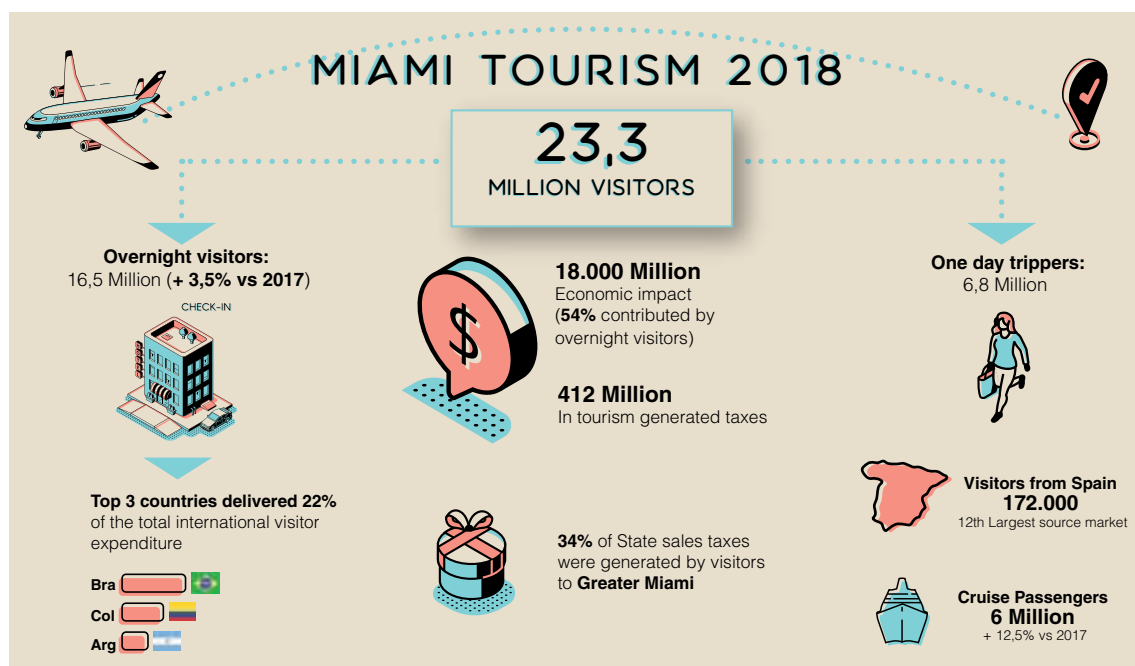 MIAMI TOURISM 2018
23,3
MILLION VISITORS
Overnight visitors:
16,5 Million (+ 3,5% vs 2017)
CHECK-IN
Top 3 countries delivered 22%
of the total international visitor
expenditure
Bra
Col
Arg
18.000 Million
Economic impact
(54% contributed by
overnight visitors)
412 Million
In tourism generated taxes
34% of State sales taxes
were generated by visitors
to Greater Miami
One day trippers:
6,8 Million
Visitors from Spain
172.000
12th Largest source market
Cruise Passengers
6 Million
+ 12,5% vs 2017